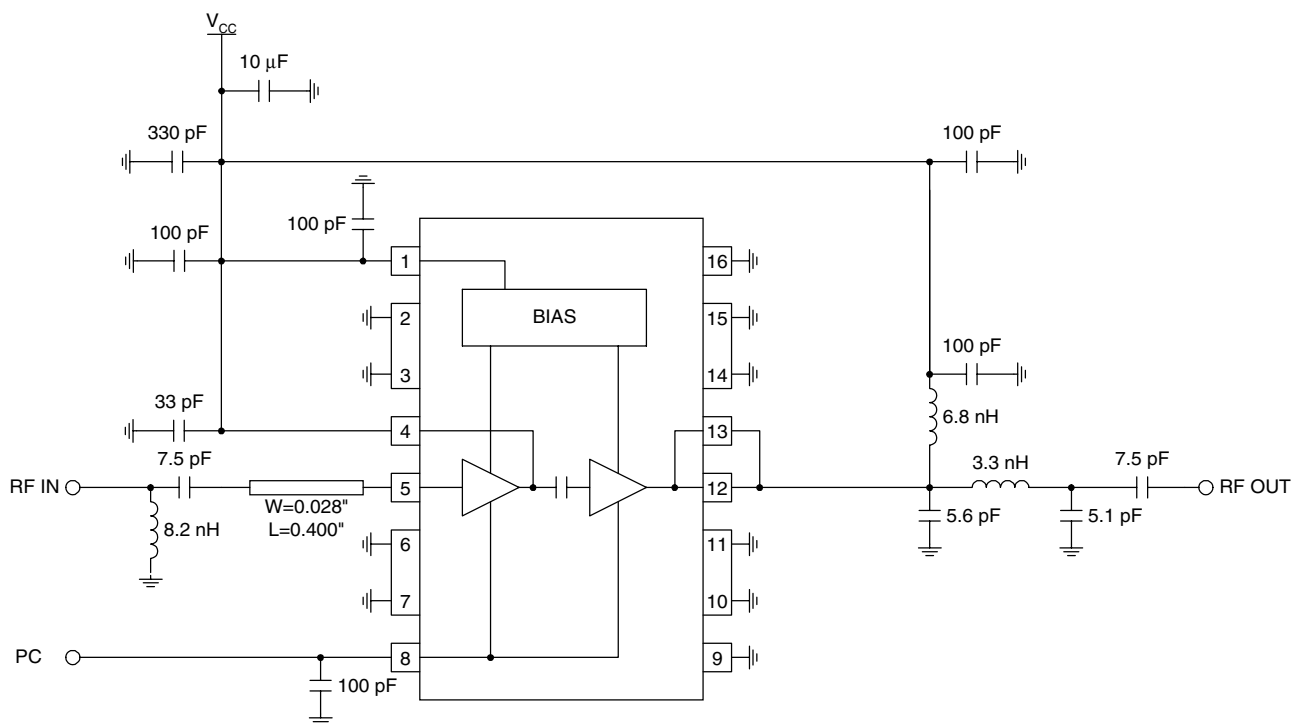 VCC
10 µF
330 pF
100 pF
100 pF
100 pF
1
16
2
BIAS
15
3
14
100 pF
33 pF
4
13
6.8 nH
7.5 pF
3.3 nH
7.5 pF
RF IN
5
12
RF OUT
W=0.028"
L=0.400"
8.2 nH
5.6 pF
5.1 pF
6
11
7
10
PC
8
9
100 pF